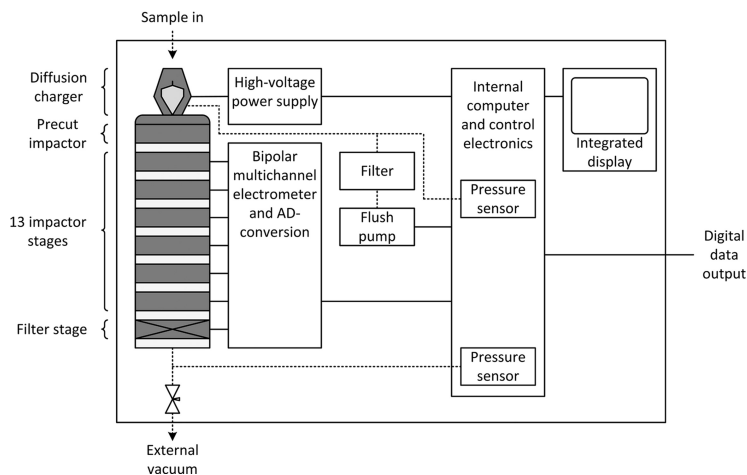 Sample in
Diffusion
charger
High-voltage
power supply
Internal
computer
and control
electronics
Integrated
display
Precut
impactor
Bipolar
multichannel
electrometer
and AD-
conversion
Filter
Pressure
sensor
13 impactor
stages
Flush
pump
Digital
data
output
Filter stage
Pressure
sensor
External
vacuum